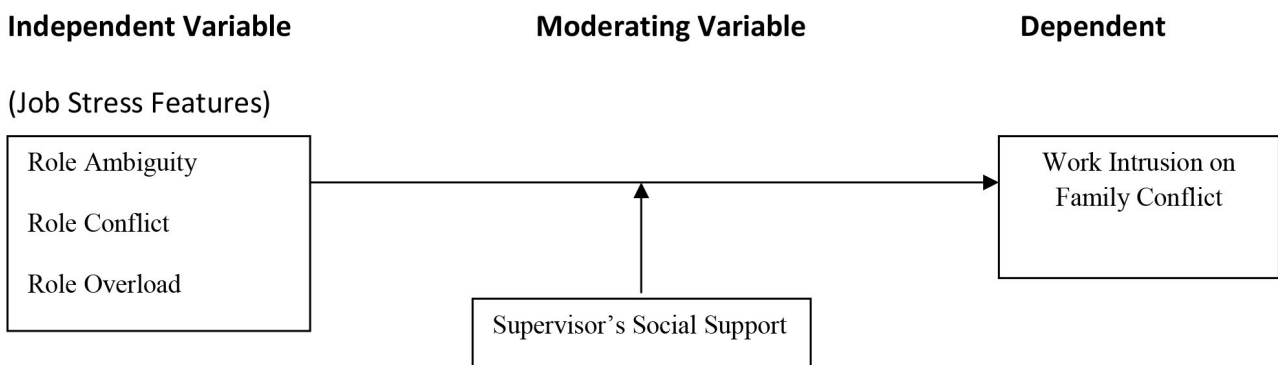 Independent Variable
Moderating Variable
Dependent
(Job Stress Features)
Role Ambiguity
Role Conflict
Role Overload
Work Intrusion on
Family Conflict
Supervisor’s Social Support